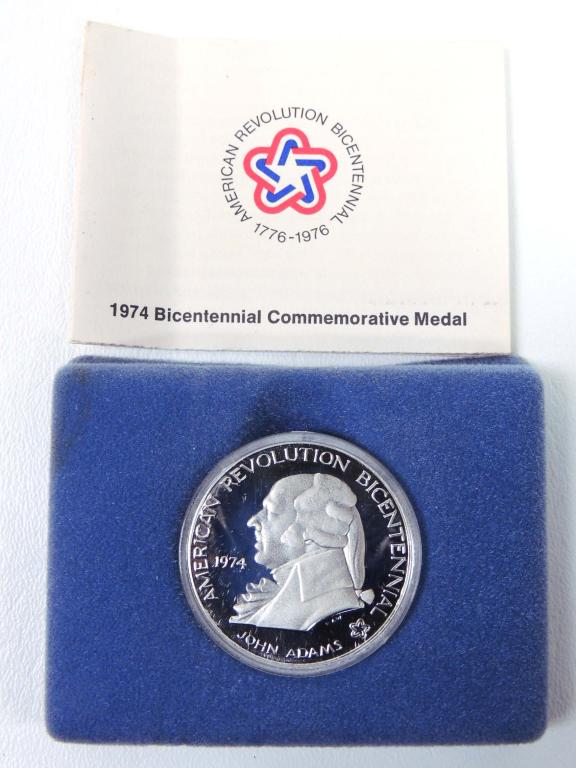 AMERICAN REVOLUTION BICENTENNIAL
1776-1976
1974 Bicentennial Commemorative Medal
AMERICAN REVOLUTION BICENTENNIAL
1974
JOHN ADAMS